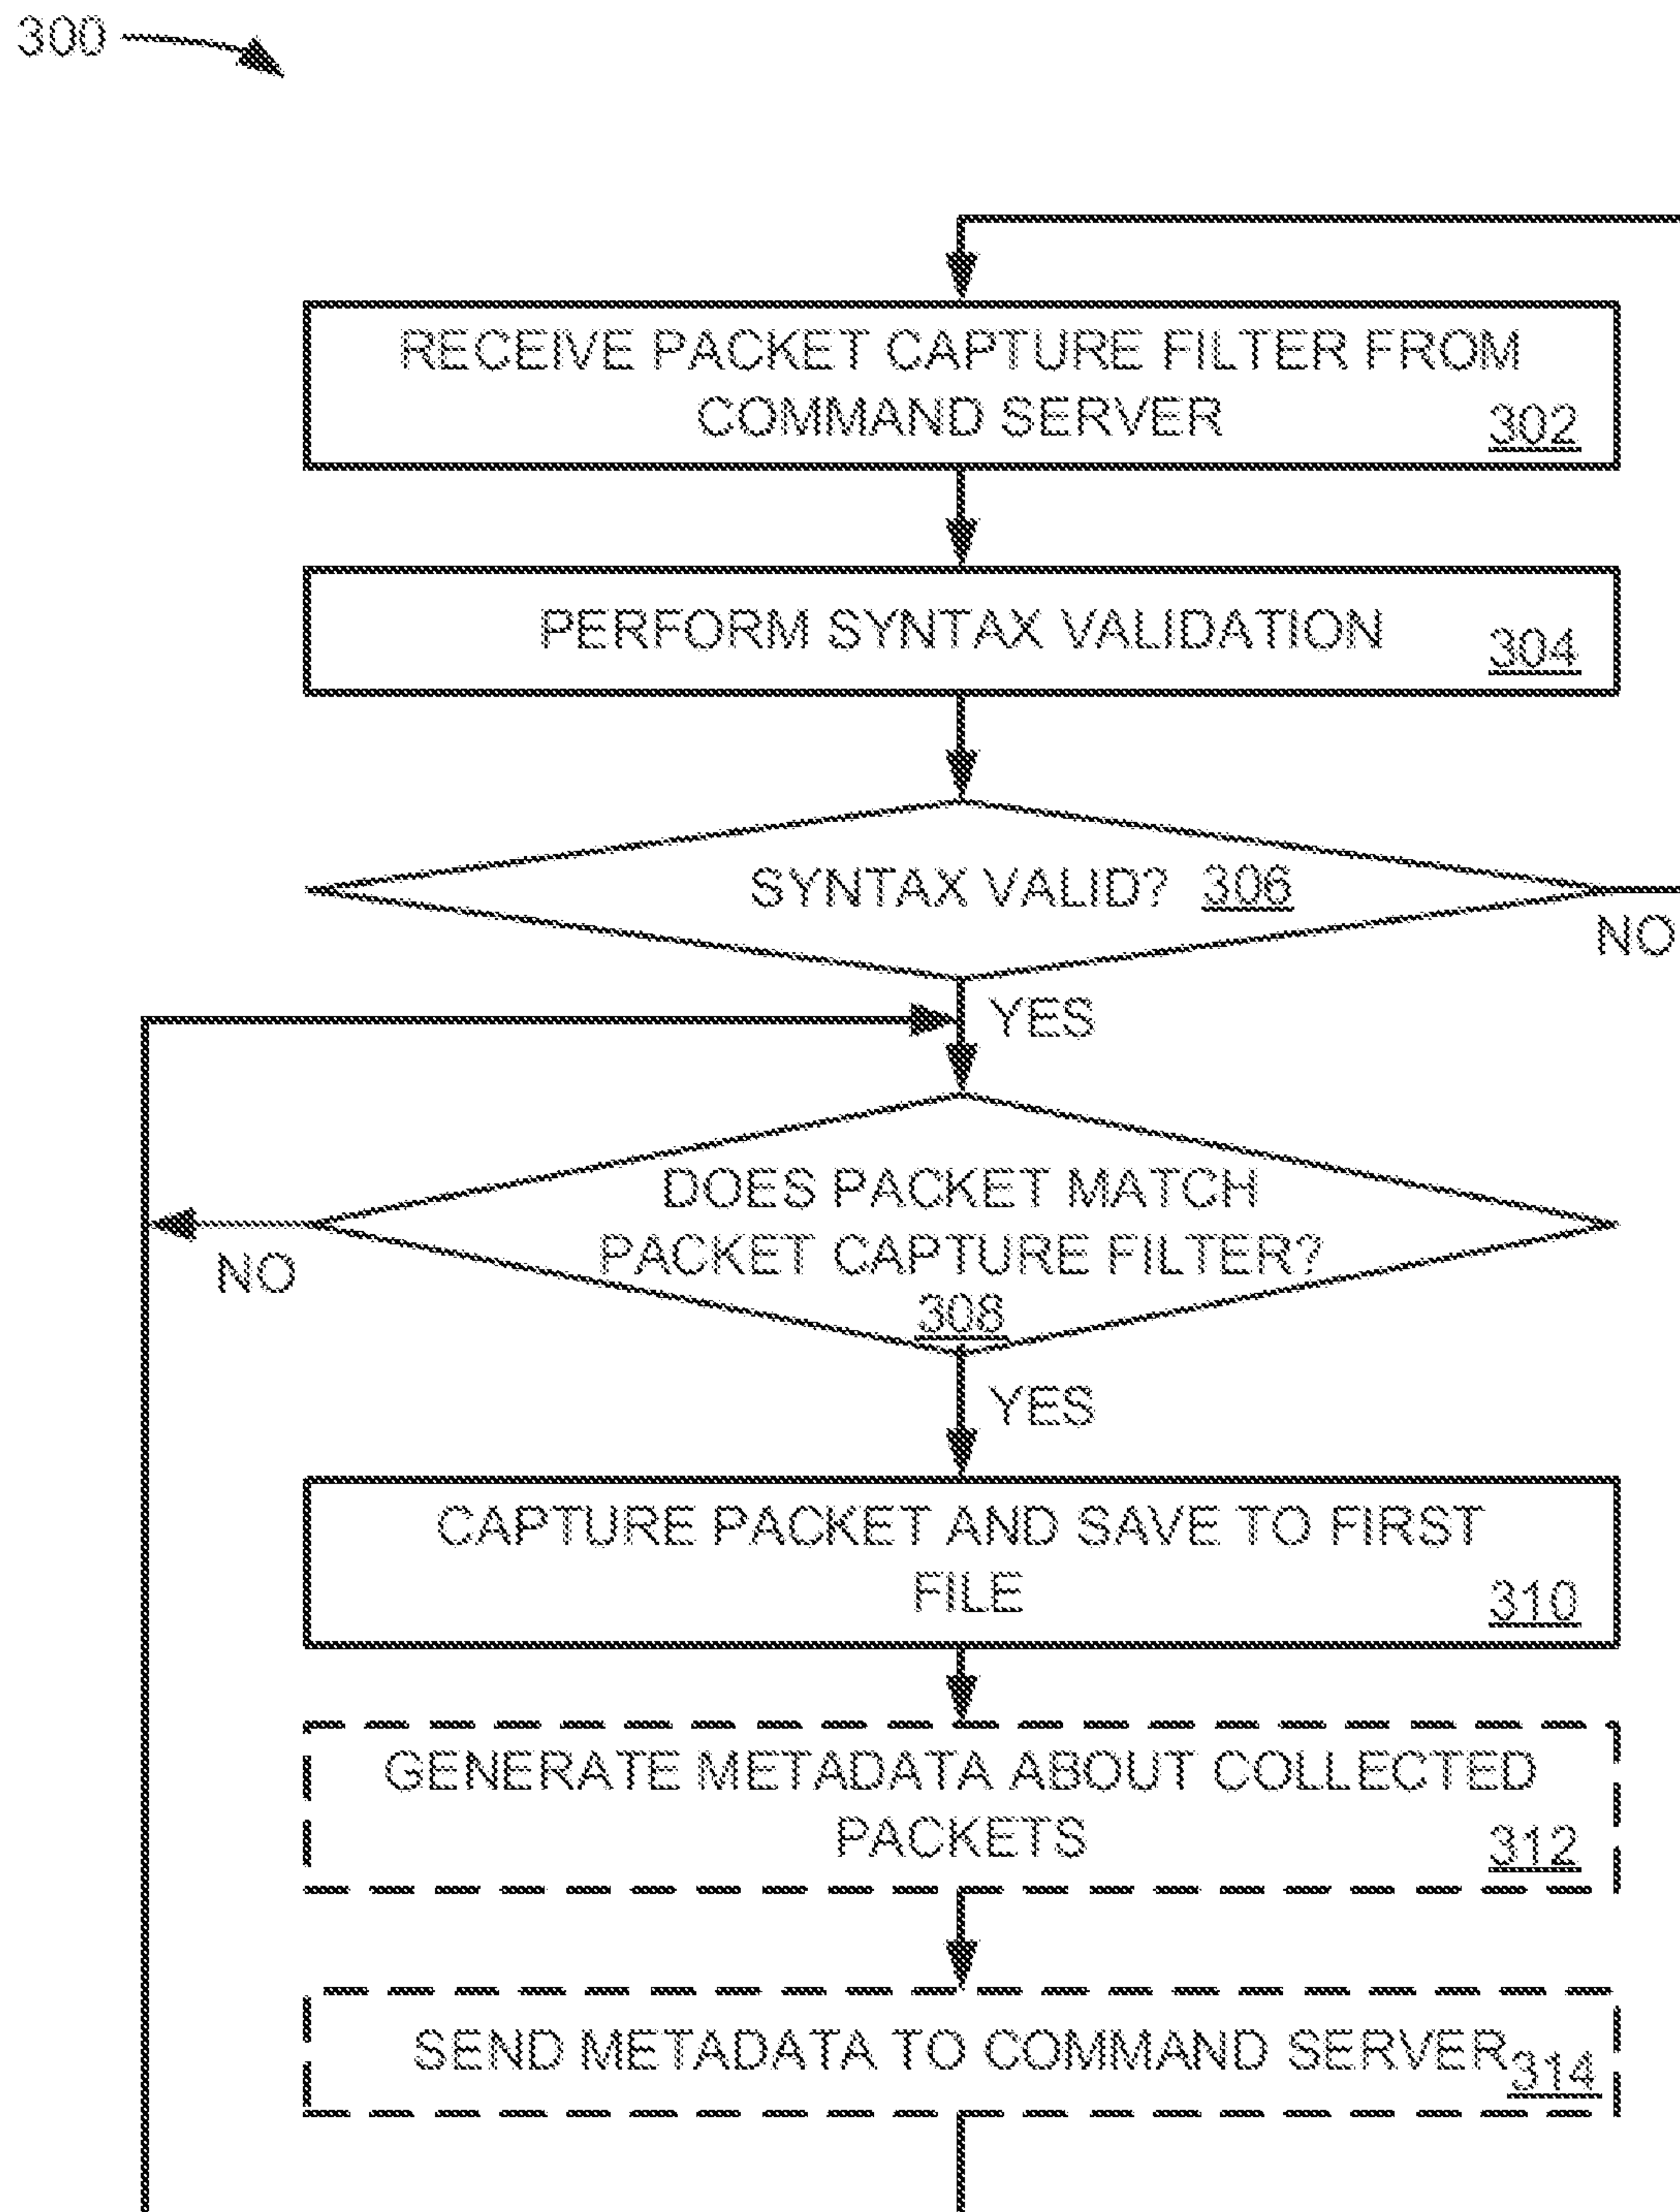 300
RECEIVE PACKET CAPTURE FILTER FROM
COMMAND SERVER 302
PERFORM SYNTAX VALIDATION 304
SYNTAX VALID? 306
NO
YES
DOES PACKET MATCH
PACKET CAPTURE FILTER?
308
NO
YES
CAPTURE PACKET AND SAVE TO FIRST
FILE 310
GENERATE METADATA ABOUT COLLECTED
PACKETS 312
SEND METADATA TO COMMAND SERVER 314